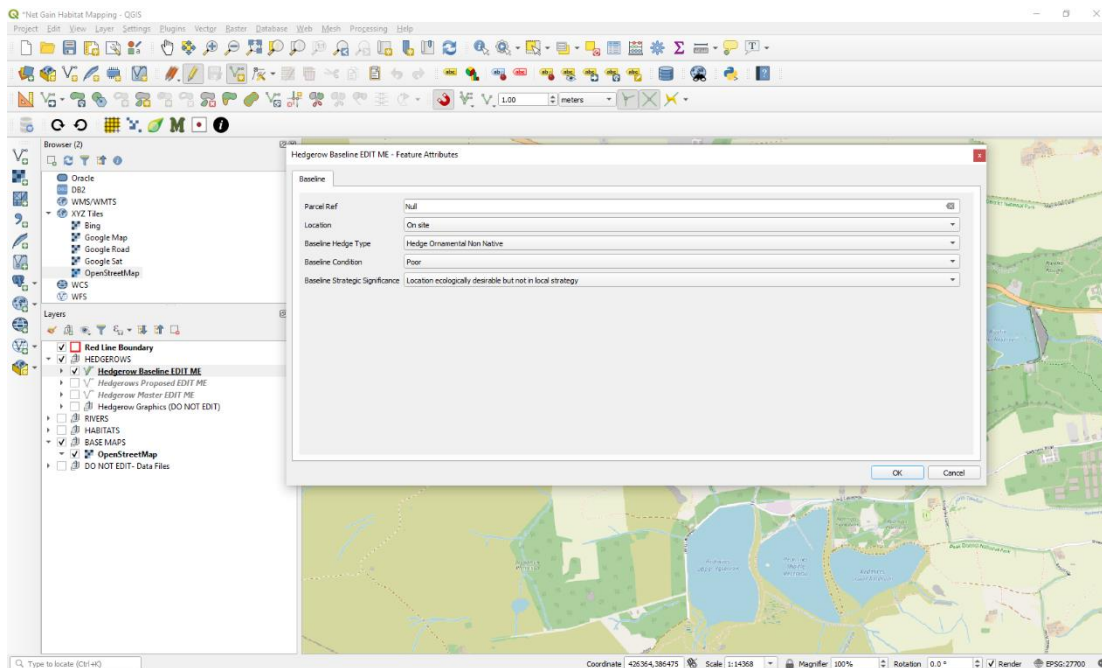 *Net Gain Habitat Mapping - QGIS
Project Edit View Layer Settings Plugins Vector Raster Database Web Mesh Processing Help
1.00 meters
Browser (2)
Oracle
DB2
WMS/WMTS
XYZ Tiles
Bing
Google Map
Google Road
Google Sat
OpenStreetMap
WCS
WFS
Layers
Red Line Boundary
HEDGEROWS
Hedgerow Baseline EDIT ME
Hedgerows Proposed EDIT ME
Hedgerow Master EDIT ME
Hedgerow Graphics (DO NOT EDIT)
RIVERS
HABITATS
BASE MAPS
OpenStreetMap
DO NOT EDIT- Data Files
Hedgerow Baseline EDIT ME - Feature Attributes
Baseline
Parcel Ref Null
Location On site
Baseline Hedge Type Hedge Ornamental Non Native
Baseline Condition Poor
Baseline Strategic Significance Location ecologically desirable but not in local strategy
OK Cancel
Peak District National Park
Type to locate (Ctrl+K)
Coordinate 426364,386475 Scale 1:14368 Magnifier 100% Rotation 0.0 ° Render EPSG:27700